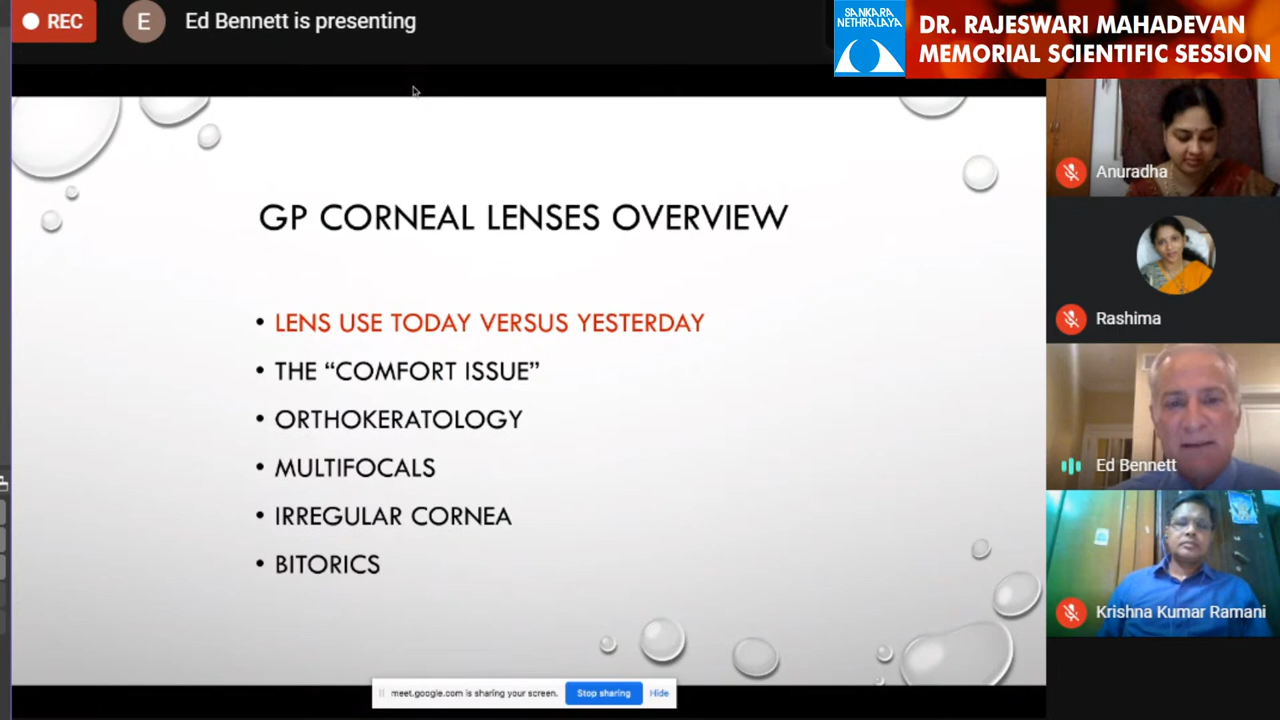 REC
E
Ed Bennett is presenting
SANKARA
NETHRALAYA
DR. RAJESWARI MAHADEVAN
MEMORIAL SCIENTIFIC SESSION
GP CORNEAL LENSES OVERVIEW
• LENS USE TODAY VERSUS YESTERDAY
• THE “COMFORT ISSUE”
• ORTHOKERATOLOGY
• MULTIFOCALS
• IRREGULAR CORNEA
• BITORICS
meet.google.com is sharing your screen.
Stop sharing
Hide
Anuradha
Rashima
Ed Bennett
Krishna Kumar Ramani